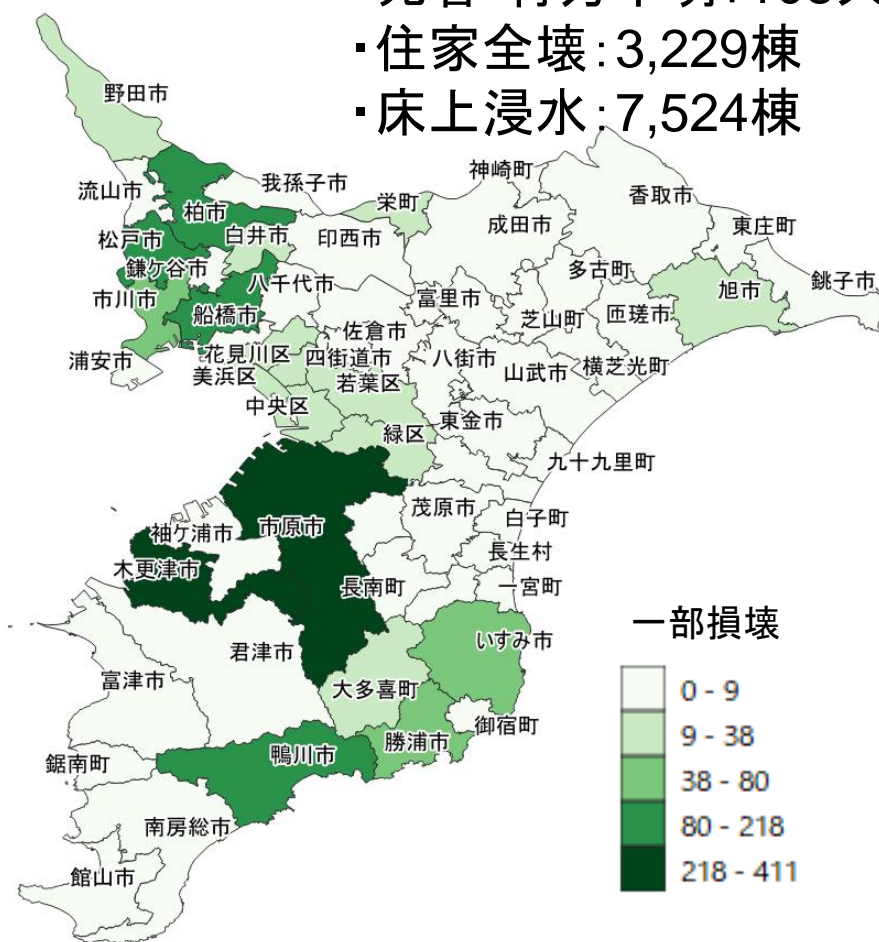 ・住家全壊:3,229棟
・床上浸水:7,524棟
野田市
流山市
我孫子市
柏市
栄町
神崎町
香取市
成田市
東庄町
松戸市
白井市
印西市
鎌ケ谷市
八千代市
多古町
銚子市
市川市
富里市
旭市
船橋市
芝山町
匝瑳市
佐倉市
浦安市
花見川区
四街道市
八街市
横芝光町
美浜区
若葉区
山武市
中央区
東金市
緑区
九十九里町
茂原市
白子町
袖ケ浦市
市原市
長生村
木更津市
長南町
一宮町
いすみ市
君津市
富津市
大多喜町
御宿町
勝浦市
鴨川市
鋸南町
南房総市
館山市
一部損壊
0 - 9
9 - 38
38 - 80
80 - 218
218 - 411